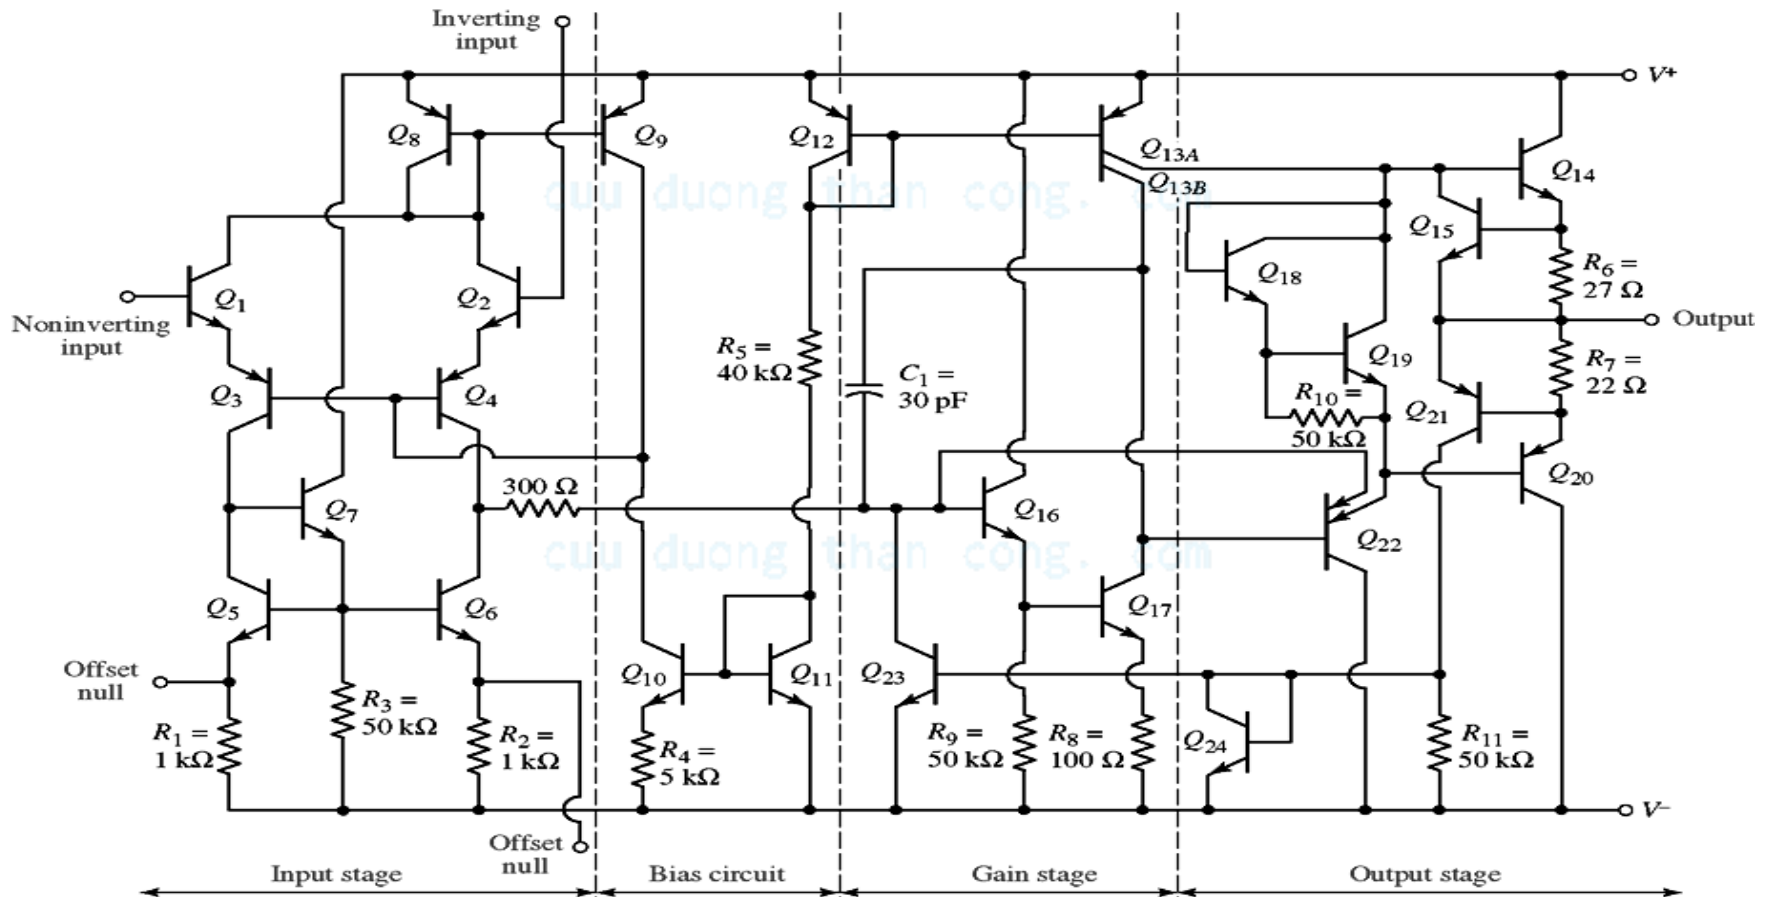 Inverting
input
V+
Q8
Q9
Q12
Q13A
Q13B
Q14
cuu duong than cong. com
Q15
Q1
Q2
Q18
R6 =
27 Ω
Noninverting
input
Output
R5 =
40 kΩ
C1 =
30 pF
Q19
R7 =
22 Ω
Q3
Q4
R10 =
50 kΩ
Q21
300 Ω
Q20
Q7
Q16
Q22
cuu duong than cong. com
Q5
Q6
Q17
Offset
null
Q10
Q11
Q23
R3 =
50 kΩ
R1 =
1 kΩ
R2 =
1 kΩ
R4 =
5 kΩ
R9 =
50 kΩ
R8 =
100 Ω
Q24
R11 =
50 kΩ
V−
Offset
null
Input stage
Bias circuit
Gain stage
Output stage